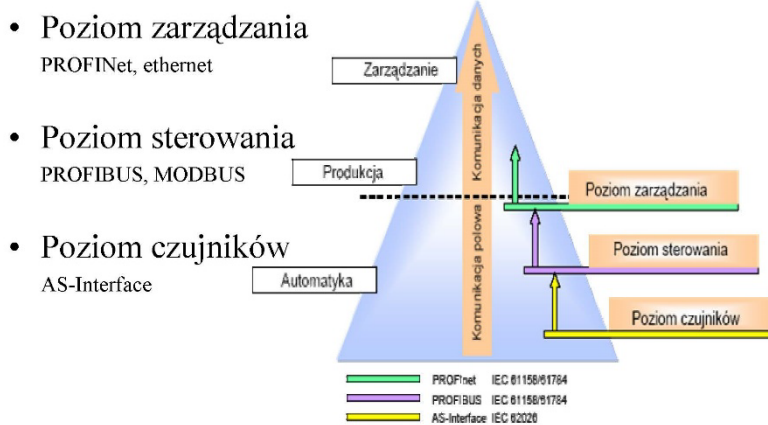 • Poziom zarządzania
PROFINet, ethernet
• Poziom sterowania
PROFIBUS, MODBUS
• Poziom czujników
AS-Interface
Zarządzanie
Produkcja
Automatyka
Komunikacja danych
Komunikacja polowa
Poziom zarządzania
Poziom sterowania
Poziom czujników
PROFInet IEC 61158/61784
PROFIBUS IEC 61158/61784
AS-Interface IEC 62026